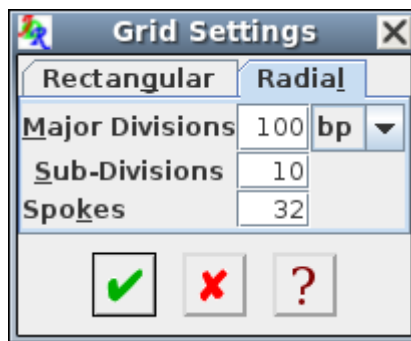 Grid Settings
Rectangular Radial
Major Divisions 100 bp
Sub-Divisions 10
Spokes 32
?